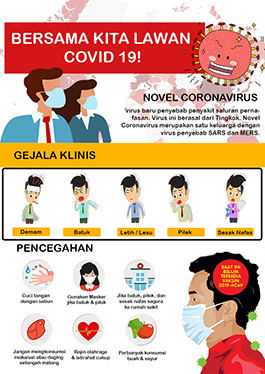 BERSAMA KITA LAWAN
COVID 19!
NOVEL CORONAVIRUS
virus baru penyebab penyakit saluran perna-
fasan. Virus ini berasal dari Tingkok. Novel
Coronavirus merupakan satu keluarga dengan
virus penyebab SARS dan MERS.
GEJALA KLINIS
Demam
Batuk
Letih / Lesu
Pilek
Sesak Nafas
PENCEGAHAN
Cuci tangan
dengan sabun
Gunakan Masker
jika batuk & pilek
Jika batuk, pilek, dan
sesak nafas segera
ke rumah sakit
Jangan mengkonsumsi
makanan atau daging
setengah matang
Rajin olahraga
& istirahat cukup
Perbanyak konsumsi
buah & sayur
SAAT INI
BELUM
TERSIDIA
VAKSIN
2019-nCoV